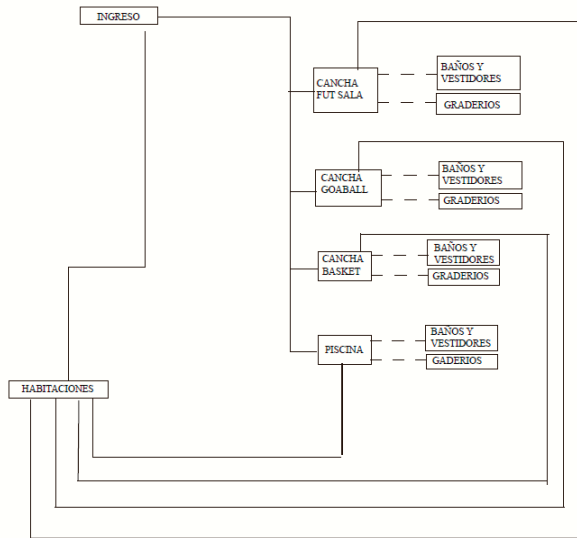 INGRESO
CANCHA
FUT SALA
BAÑOS Y
VESTIDORES
GRADERIOS
CANCHA
GOABALL
BAÑOS Y
VESTIDORES
GRADERIOS
CANCHA
BASKET
BAÑOS Y
VESTIDORES
GRADERIOS
PISCINA
BAÑOS Y
VESTIDORES
GADERIOS
HABITACIONES